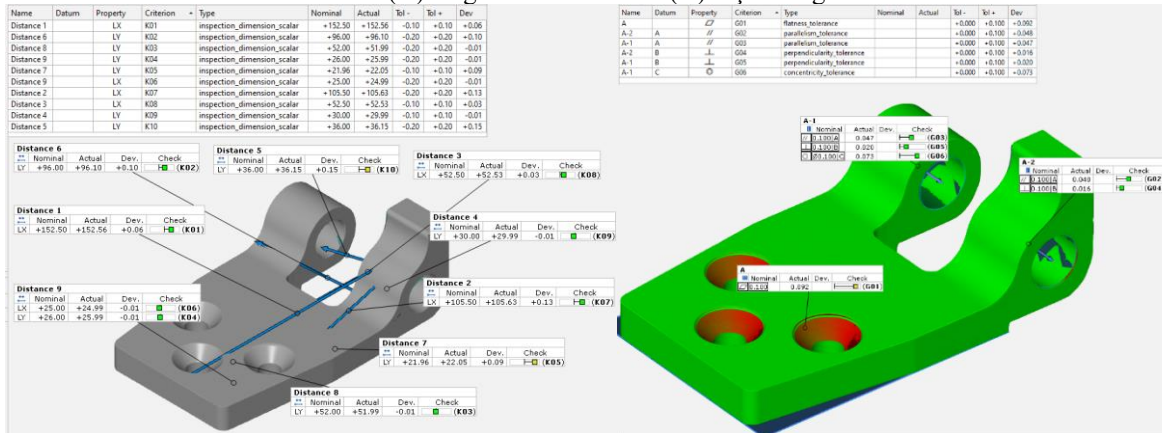 Name Datum Property Criterion Type Nominal Actual Tol - Tol + Dev
Distance 1 LX K01 inspection_dimension_scalar +152.50 +152.56 -0.10 +0.10 +0.06
Distance 6 LY K02 inspection_dimension_scalar +96.00 +96.10 -0.20 +0.20 +0.10
Distance 8 LY K03 inspection_dimension_scalar +52.00 +51.99 -0.20 +0.20 -0.01
Distance 9 LY K04 inspection_dimension_scalar +26.00 +25.99 -0.20 +0.20 -0.01
Distance 7 LY K05 inspection_dimension_scalar +21.96 +22.05 -0.10 +0.10 +0.09
Distance 9 LX K06 inspection_dimension_scalar +25.00 +24.99 -0.20 +0.20 -0.01
Distance 2 LX K07 inspection_dimension_scalar +105.50 +105.63 -0.20 +0.20 +0.13
Distance 3 LX K08 inspection_dimension_scalar +52.50 +52.53 -0.10 +0.10 +0.03
Distance 4 LY K09 inspection_dimension_scalar +30.00 +29.99 -0.10 +0.10 -0.01
Distance 5 LY K10 inspection_dimension_scalar +36.00 +36.15 -0.20 +0.20 +0.15
Distance 6
Nominal Actual Dev. Check
LY +96.00 +96.10 +0.10 (K02)
Distance 5
Nominal Actual Dev. Check
LY +36.00 +36.15 +0.15 (K10)
Distance 3
Nominal Actual Dev. Check
LX +52.50 +52.53 +0.03 (K08)
Distance 1
Nominal Actual Dev. Check
LX +152.50 +152.56 +0.06 (K01)
Distance 4
Nominal Actual Dev. Check
LY +30.00 +29.99 -0.01 (K09)
Distance 9
Nominal Actual Dev. Check
LX +25.00 +24.99 -0.01 (K06)
LY +26.00 +25.99 -0.01 (K04)
Distance 2
Nominal Actual Dev. Check
LX +105.50 +105.63 +0.13 (K07)
Distance 7
Nominal Actual Dev. Check
LY +21.96 +22.05 +0.09 (K05)
Distance 8
Nominal Actual Dev. Check
LY +52.00 +51.99 -0.01 (K03)
Name Datum Property Criterion Type Nominal Actual Tol - Tol + Dev
A ⏥ G01 flatness_tolerance +0.000 +0.100 +0.092
A-2 A // G02 parallelism_tolerance +0.000 +0.100 +0.048
A-1 A // G03 parallelism_tolerance +0.000 +0.100 +0.047
A-2 B ⊥ G04 perpendicularity_tolerance +0.000 +0.100 +0.016
A-1 B ⊥ G05 perpendicularity_tolerance +0.000 +0.100 +0.020
A-1 C ◎ G06 concentricity_tolerance +0.000 +0.100 +0.073
A-1
Nominal Actual Dev. Check
// 0.100 A 0.047 (G03)
⊥ 0.100 B 0.020 (G05)
◎ Ø0.100 C 0.073 (G06)
A-2
Nominal Actual Dev. Check
// 0.100 A 0.048 (G02)
⊥ 0.100 B 0.016 (G04)
A
Nominal Actual Dev. Check
⏥ 0.100 0.092 (G01)